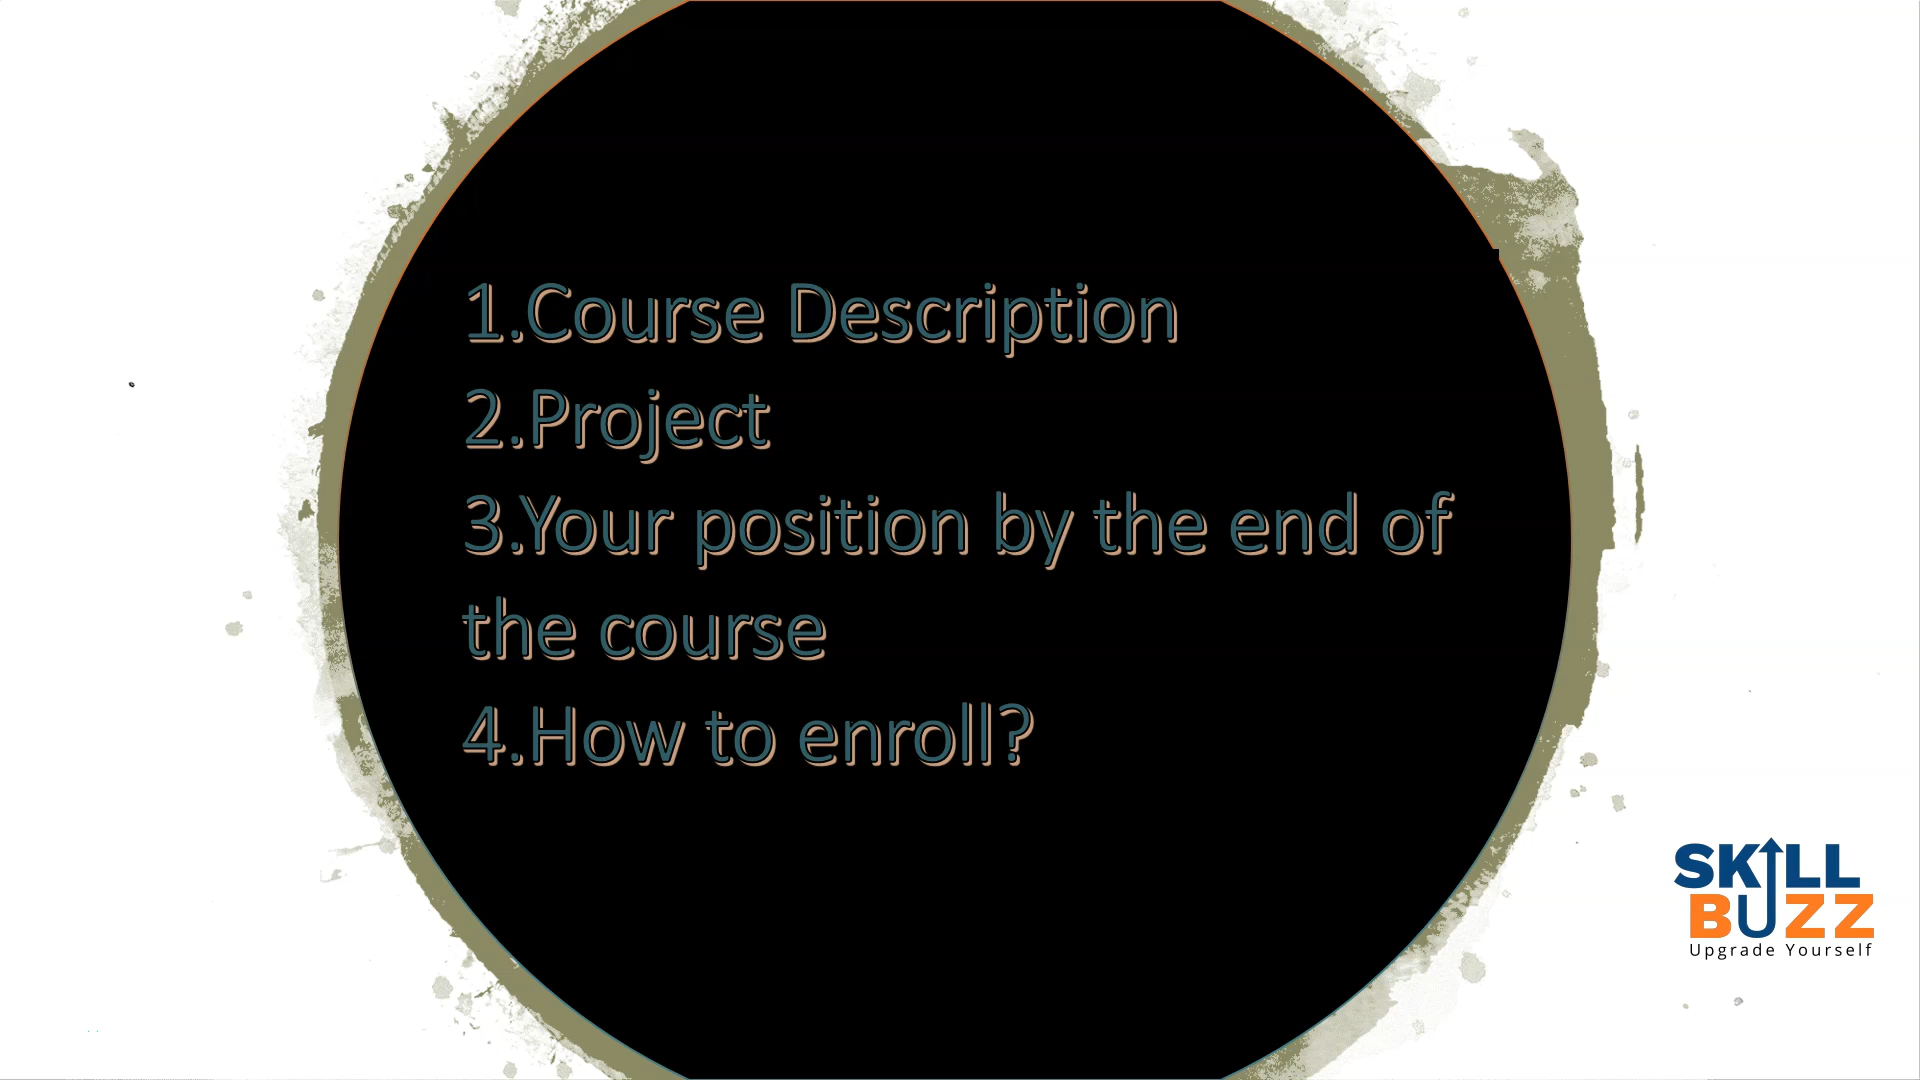 1.Course Description
2.Project
3.Your position by the end of
the course
4.How to enroll?
SKILL
BUZZ
Upgrade Yourself